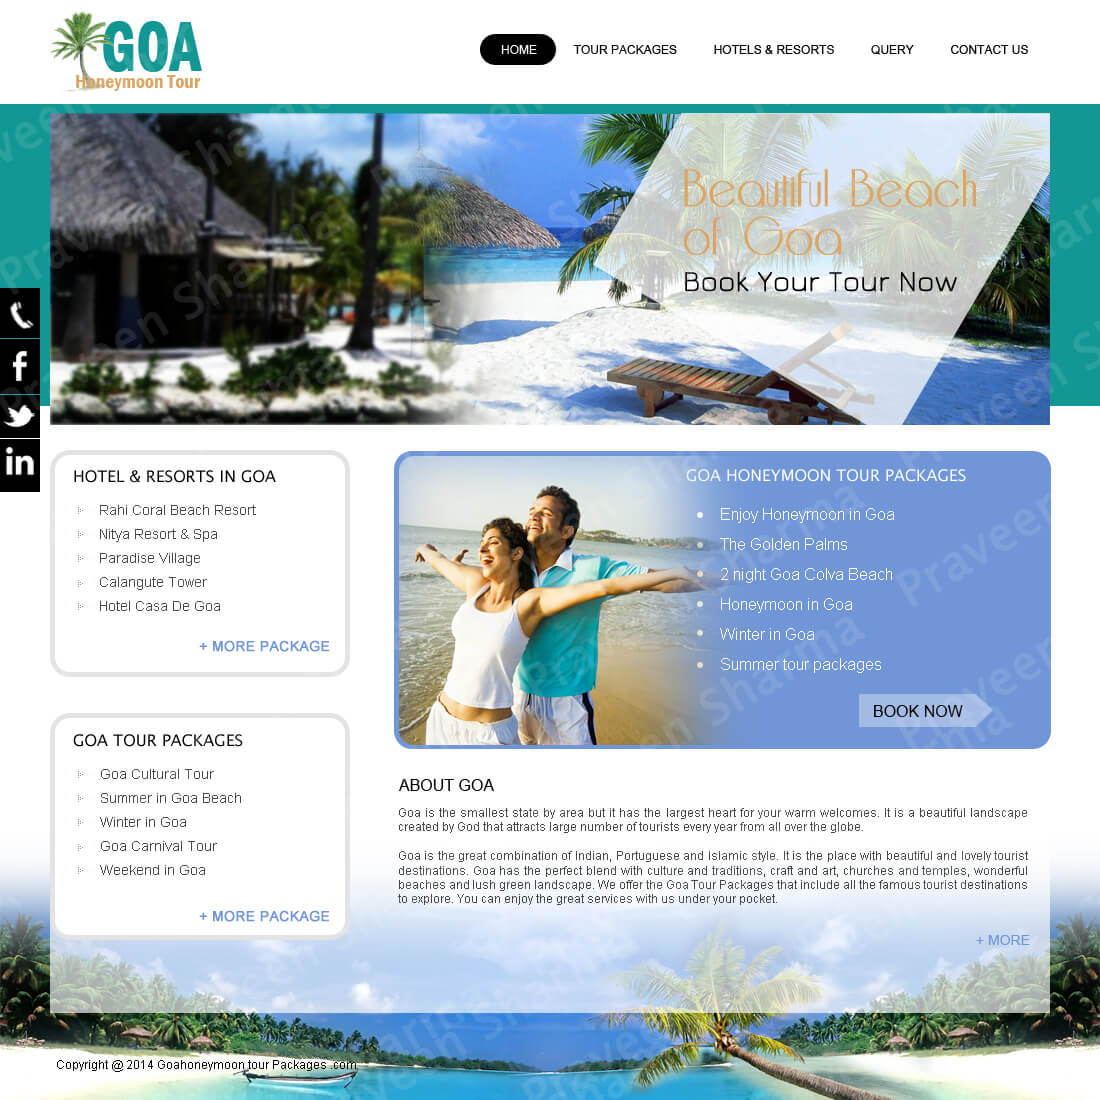 GOA
Honeymoon Tour
HOME
TOUR PACKAGES
HOTELS & RESORTS
QUERY
CONTACT US
Beautiful Beach
of Goa
Book Your Tour Now
HOTEL & RESORTS IN GOA
Rahi Coral Beach Resort
Nitya Resort & Spa
Paradise Village
Calangute Tower
Hotel Casa De Goa
+ MORE PACKAGE
GOA TOUR PACKAGES
Goa Cultural Tour
Summer in Goa Beach
Winter in Goa
Goa Carnival Tour
Weekend in Goa
+ MORE PACKAGE
GOA HONEYMOON TOUR PACKAGES
Enjoy Honeymoon in Goa
The Golden Palms
2 night Goa Colva Beach
Honeymoon in Goa
Winter in Goa
Summer tour packages
BOOK NOW
ABOUT GOA
Goa is the smallest state by area but it has the largest heart for your warm welcomes. It is a beautiful landscape
created by God that attracts large number of tourists every year from all over the globe.
Goa is the great combination of Indian, Portuguese and Islamic style. It is the place with beautiful and lovely tourist
destinations. Goa has the perfect blend with culture and traditions, craft and art, churches and temples, wonderful
beaches and lush green landscape. We offer the Goa Tour Packages that include all the famous tourist destinations
to explore. You can enjoy the great services with us under your pocket.
+ MORE
Copyright @ 2014 Goahoneymoon tour Packages .com
Praveen Sharma